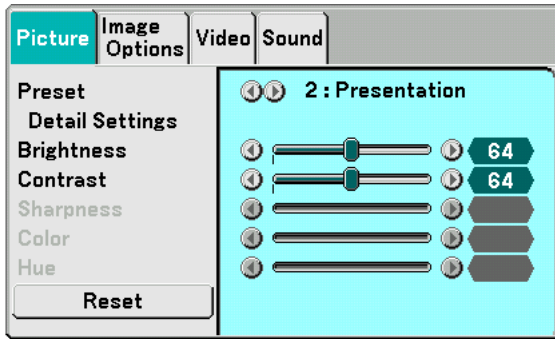 Picture
Image
Options
Video
Sound
Preset
2 : Presentation
Detail Settings
Brightness
64
Contrast
64
Sharpness
Color
Hue
Reset